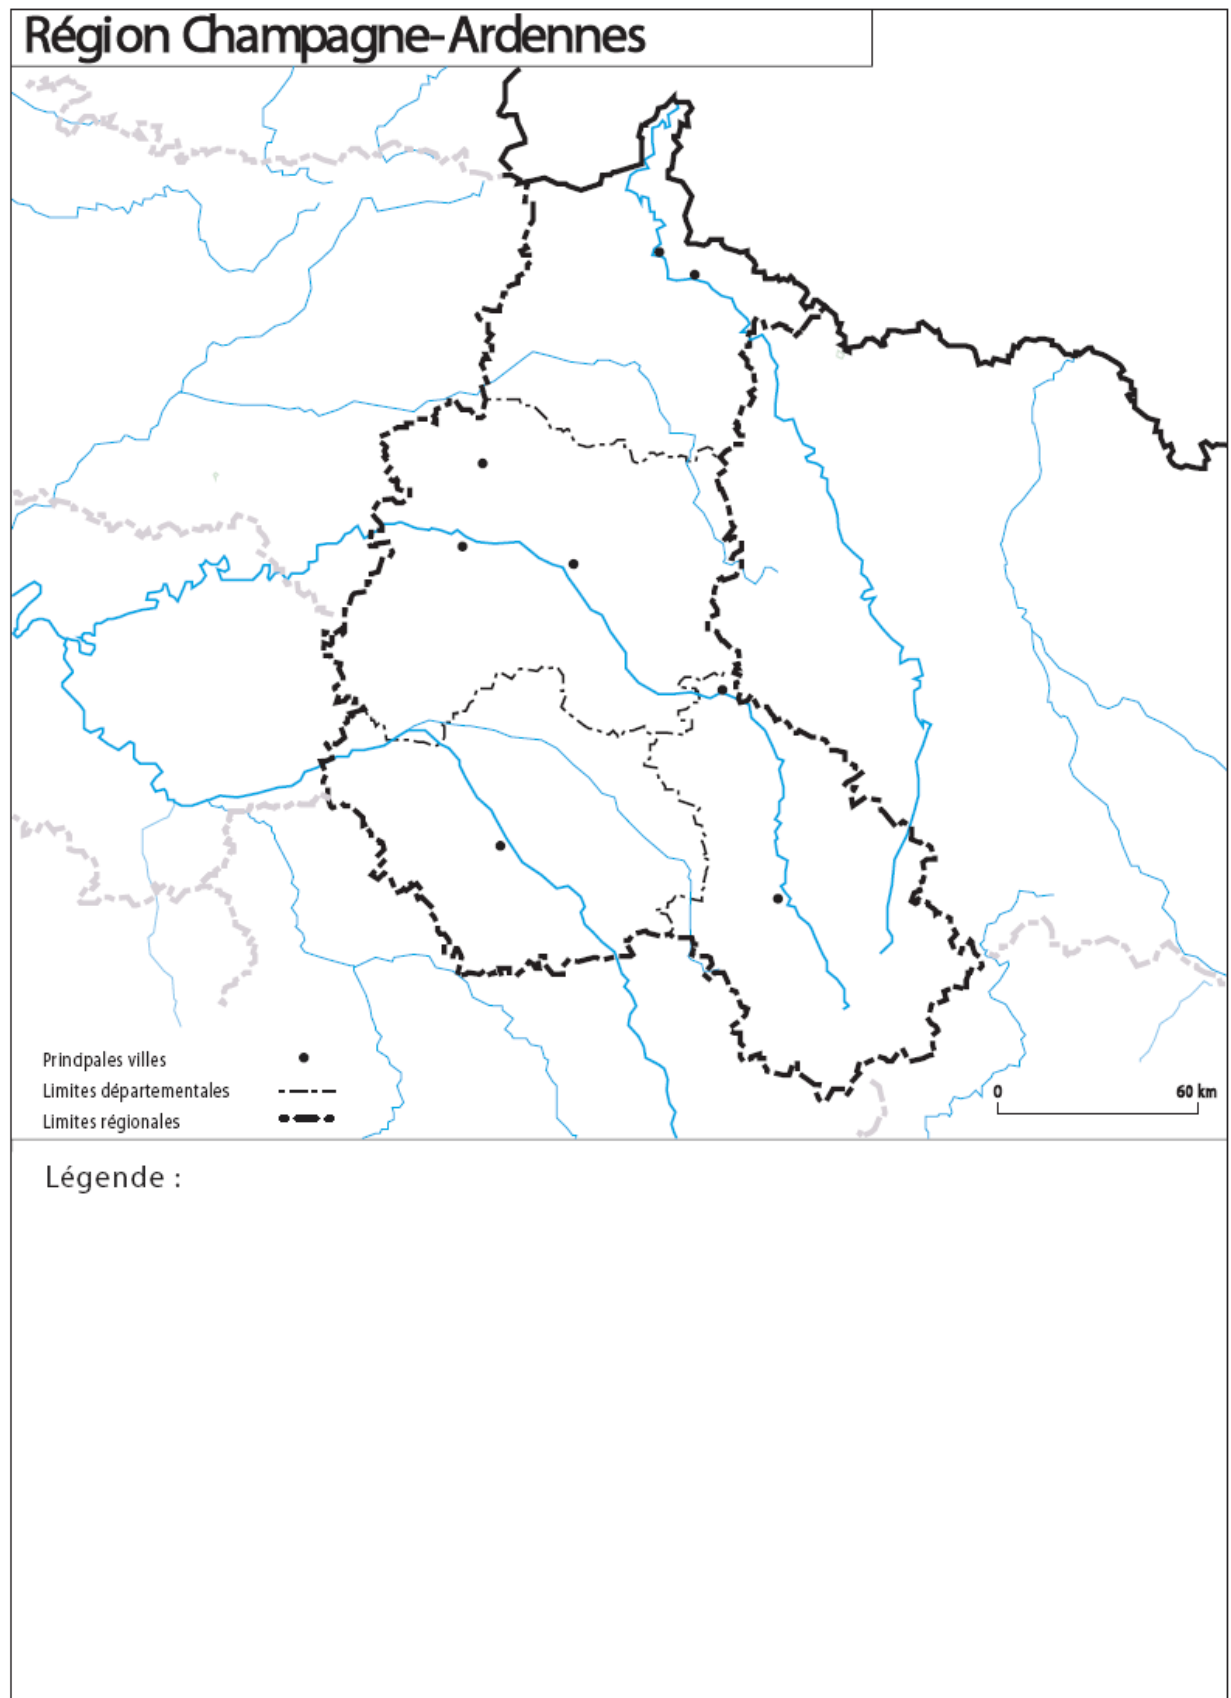 Région Champagne-Ardennes
Principales villes
Limites départementales
Limites régionales
0 60 km
Légende :